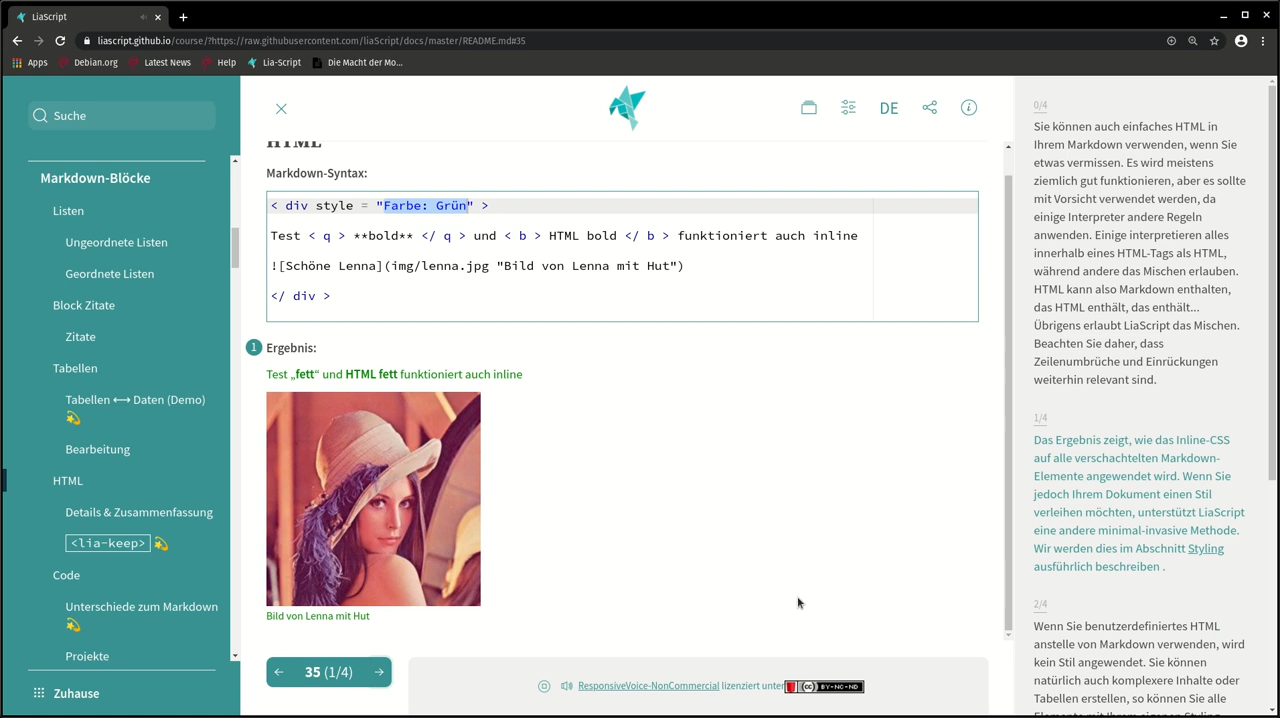 LiaScript
liascript.github.io/course/?https://raw.githubusercontent.com/liaScript/docs/master/README.md#35
Apps
Debian.org
Latest News
Help
Lia-Script
Die Macht der Mo...
Suche
Markdown-Blöcke
Listen
Ungeordnete Listen
Geordnete Listen
Block Zitate
Zitate
Tabellen
Tabellen ⟷ Daten (Demo)
💫
Bearbeitung
HTML
Details & Zusammenfassung
<lia-keep> 💫
Code
Unterschiede zum Markdown
💫
Projekte
Zuhause
DE
HTML
Markdown-Syntax:
< div style = "Farbe: Grün" >
Test < q > **bold** </ q > und < b > HTML bold </ b > funktioniert auch inline
![Schöne Lenna](img/lenna.jpg "Bild von Lenna mit Hut")
</ div >
1 Ergebnis:
Test „fett“ und HTML fett funktioniert auch inline
Bild von Lenna mit Hut
← 35 (1/4) →
ResponsiveVoice-NonCommercial lizenziert unter
cc BY-NC-ND
0/4
Sie können auch einfaches HTML in
Ihrem Markdown verwenden, wenn Sie
etwas vermissen. Es wird meistens
ziemlich gut funktionieren, aber es sollte
mit Vorsicht verwendet werden, da
einige Interpreter andere Regeln
anwenden. Einige interpretieren alles
innerhalb eines HTML-Tags als HTML,
während andere das Mischen erlauben.
HTML kann also Markdown enthalten,
das HTML enthält, das enthält...
Übrigens erlaubt LiaScript das Mischen.
Beachten Sie daher, dass
Zeilenumbrüche und Einrückungen
weiterhin relevant sind.
1/4
Das Ergebnis zeigt, wie das Inline-CSS
auf alle verschachtelten Markdown-
Elemente angewendet wird. Wenn Sie
jedoch Ihrem Dokument einen Stil
verleihen möchten, unterstützt LiaScript
eine andere minimal-invasive Methode.
Wir werden dies im Abschnitt Styling
ausführlich beschreiben .
2/4
Wenn Sie benutzerdefiniertes HTML
anstelle von Markdown verwenden, wird
kein Stil angewendet. Sie können
natürlich auch komplexere Inhalte oder
Tabellen erstellen, so können Sie alle
Elemente mit Ihrem eigenen Styling